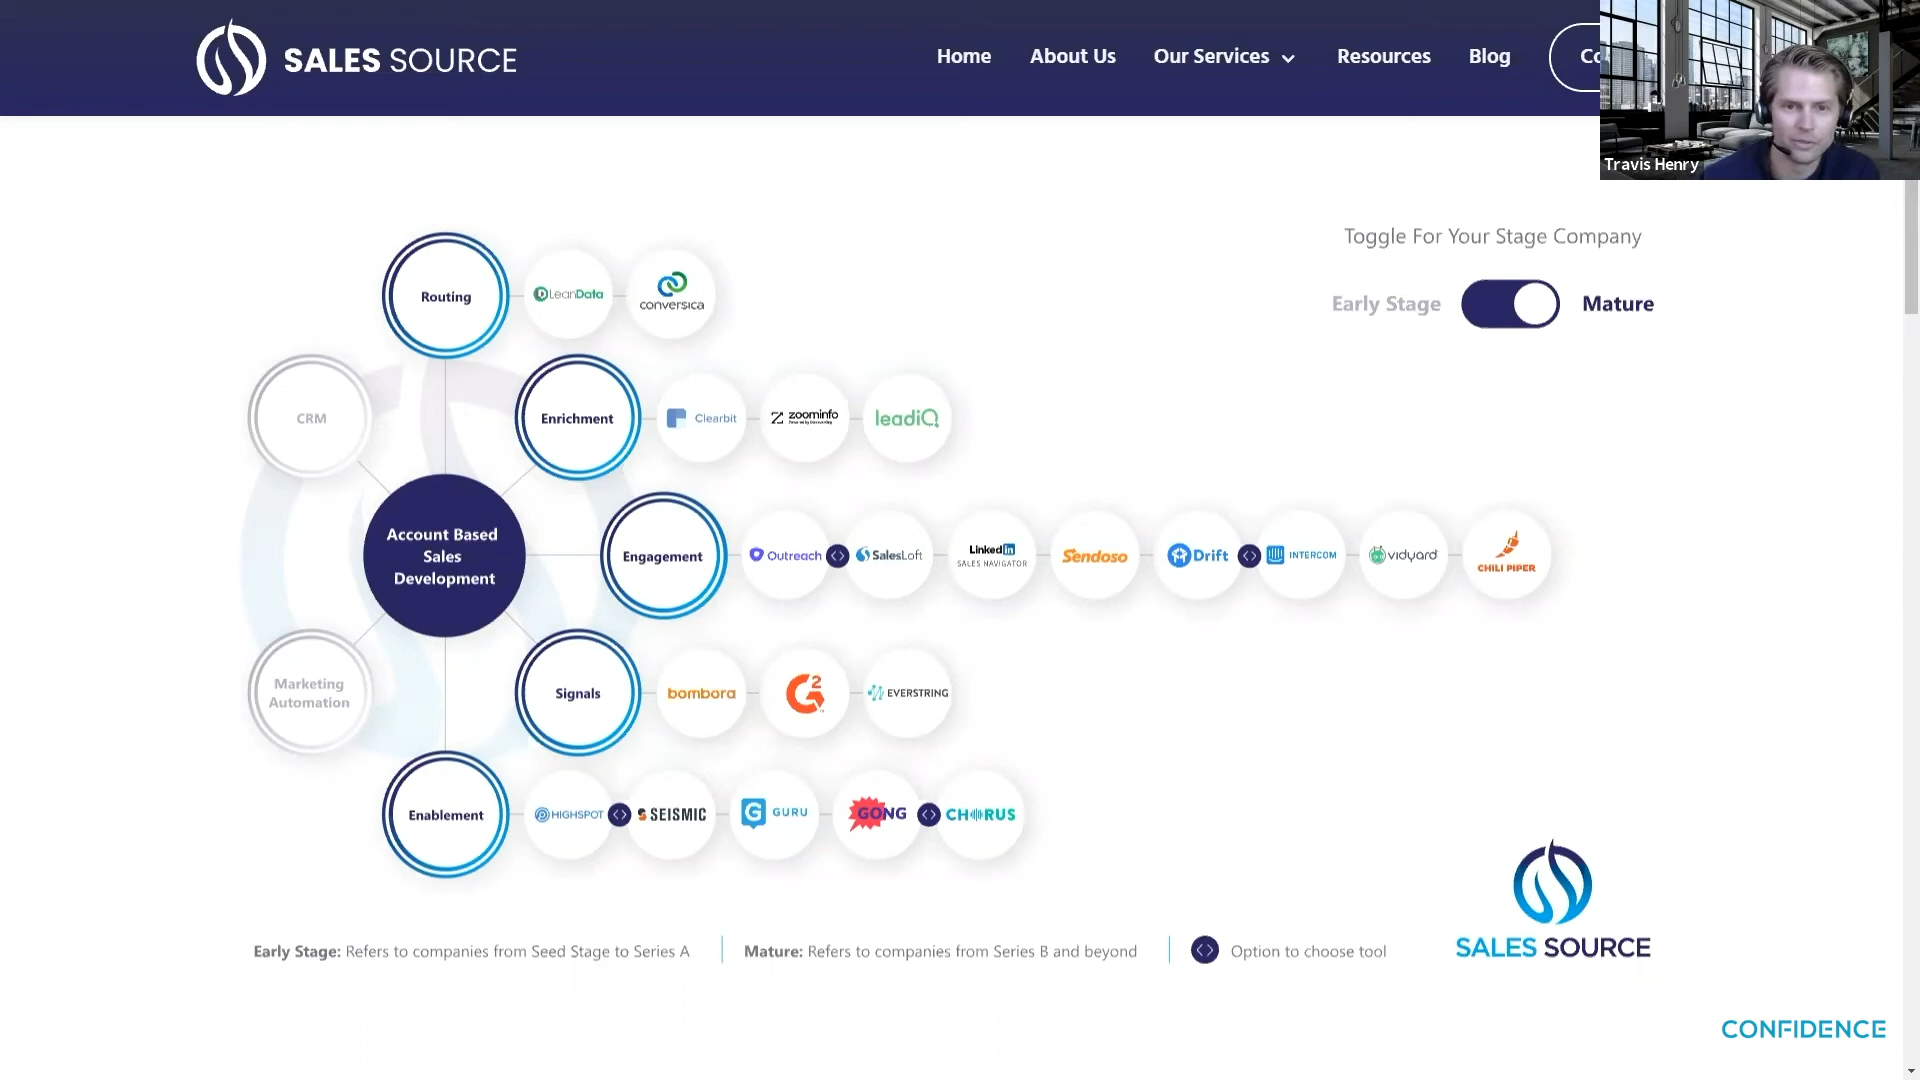 SALES SOURCE
Home
About Us
Our Services
Resources
Blog
Co
Travis Henry
Toggle For Your Stage Company
Early Stage
Mature
Routing
LeanData
conversica
CRM
Enrichment
Clearbit
zoominfo
leadiQ
Account Based
Sales
Development
Engagement
Outreach
SalesLoft
Linkedin
SALES NAVIGATOR
Sendoso
Drift
INTERCOM
vidyard
CHILI PIPER
Marketing
Automation
Signals
bombora
G2
EVERSTRING
Enablement
HIGHSPOT
SEISMIC
G GURU
GONG
CHORUS
Early Stage: Refers to companies from Seed Stage to Series A
Mature: Refers to companies from Series B and beyond
<> Option to choose tool
SALES SOURCE
CONFIDENCE